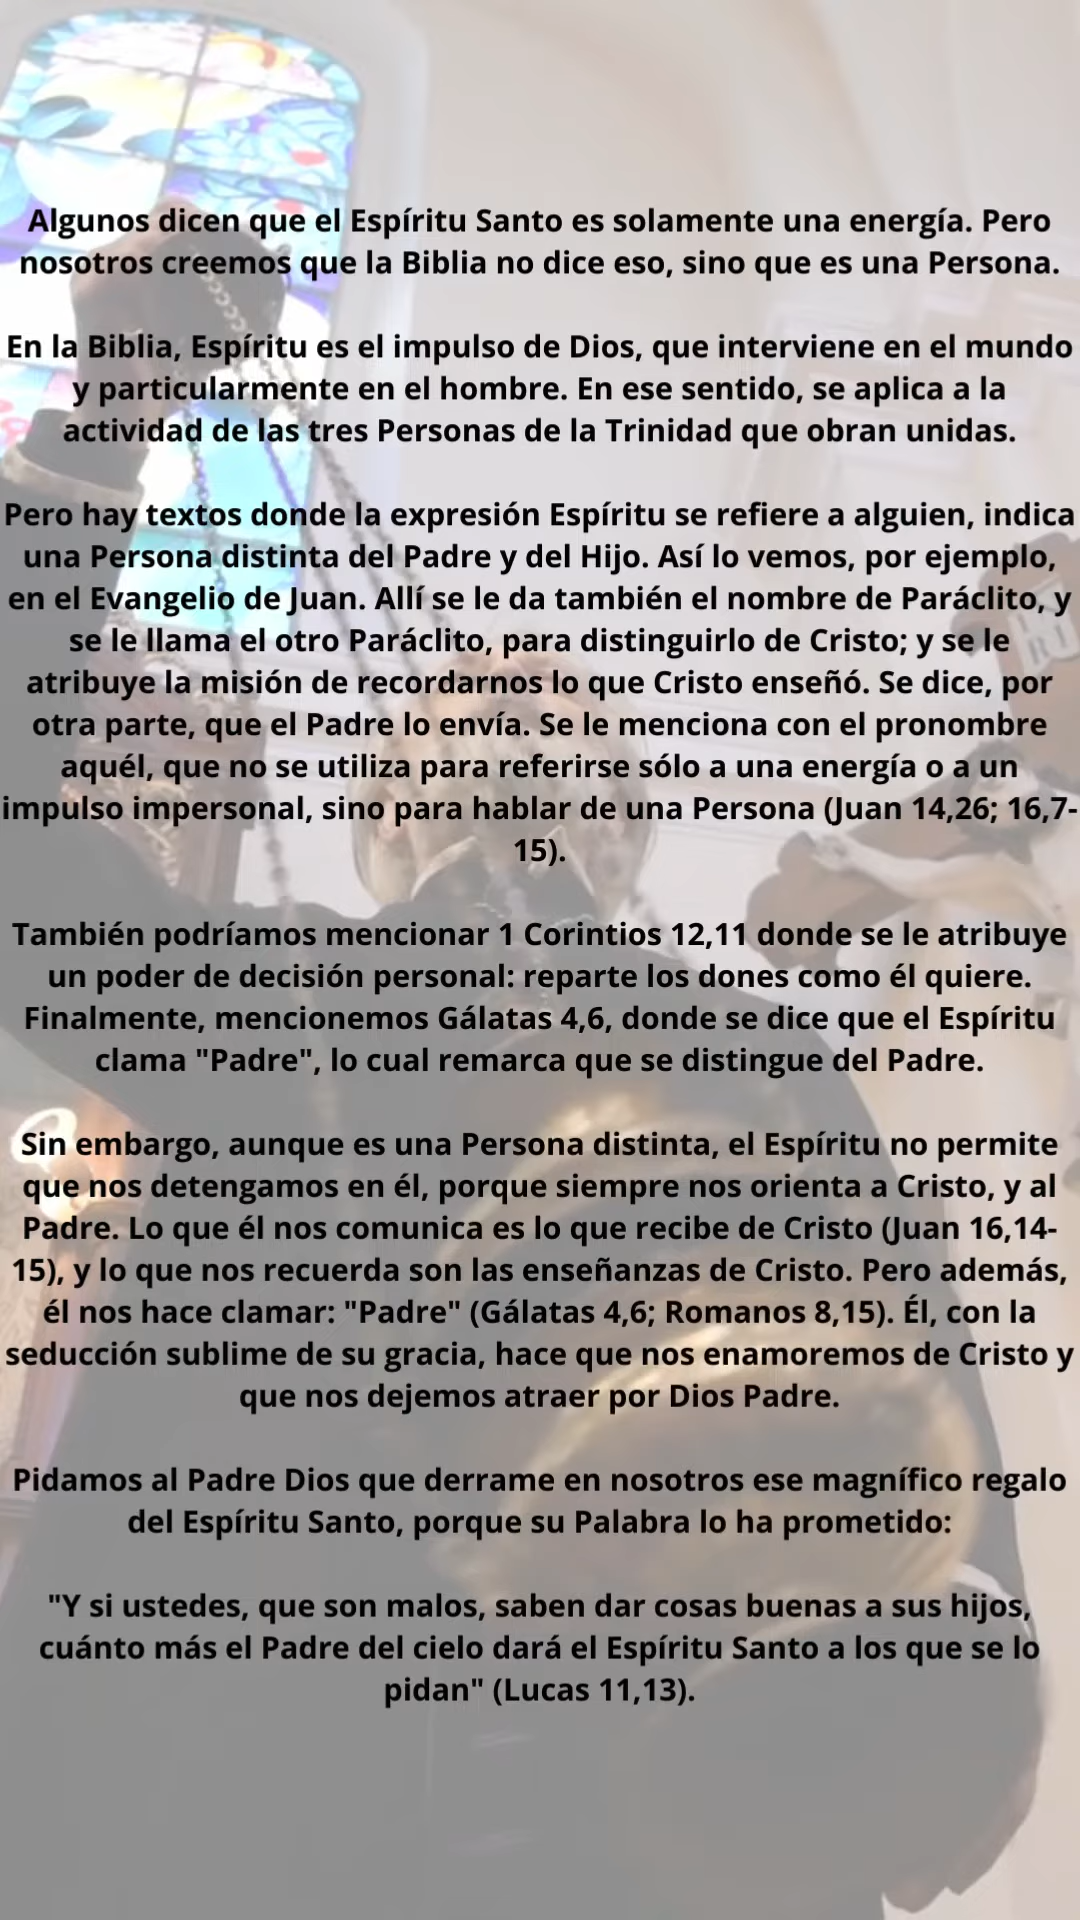 Algunos dicen que el Espíritu Santo es solamente una energía. Pero
nosotros creemos que la Biblia no dice eso, sino que es una Persona.
En la Biblia, Espíritu es el impulso de Dios, que interviene en el mundo
y particularmente en el hombre. En ese sentido, se aplica a la
actividad de las tres Personas de la Trinidad que obran unidas.
Pero hay textos donde la expresión Espíritu se refiere a alguien, indica
una Persona distinta del Padre y del Hijo. Así lo vemos, por ejemplo,
en el Evangelio de Juan. Allí se le da también el nombre de Paráclito, y
se le llama el otro Paráclito, para distinguirlo de Cristo; y se le
atribuye la misión de recordarnos lo que Cristo enseñó. Se dice, por
otra parte, que el Padre lo envía. Se le menciona con el pronombre
aquél, que no se utiliza para referirse sólo a una energía o a un
impulso impersonal, sino para hablar de una Persona (Juan 14,26; 16,7-
15).
También podríamos mencionar 1 Corintios 12,11 donde se le atribuye
un poder de decisión personal: reparte los dones como él quiere.
Finalmente, mencionemos Gálatas 4,6, donde se dice que el Espíritu
clama "Padre", lo cual remarca que se distingue del Padre.
Sin embargo, aunque es una Persona distinta, el Espíritu no permite
que nos detengamos en él, porque siempre nos orienta a Cristo, y al
Padre. Lo que él nos comunica es lo que recibe de Cristo (Juan 16,14-
15), y lo que nos recuerda son las enseñanzas de Cristo. Pero además,
él nos hace clamar: "Padre" (Gálatas 4,6; Romanos 8,15). Él, con la
seducción sublime de su gracia, hace que nos enamoremos de Cristo y
que nos dejemos atraer por Dios Padre.
Pidamos al Padre Dios que derrame en nosotros ese magnífico regalo
del Espíritu Santo, porque su Palabra lo ha prometido:
"Y si ustedes, que son malos, saben dar cosas buenas a sus hijos,
cuánto más el Padre del cielo dará el Espíritu Santo a los que se lo
pidan" (Lucas 11,13).